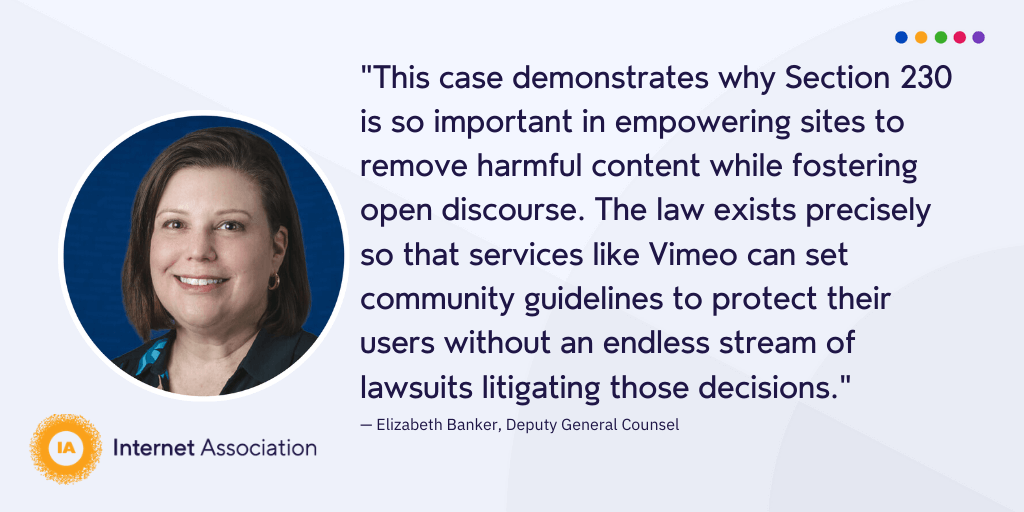 "This case demonstrates why Section 230
is so important in empowering sites to
remove harmful content while fostering
open discourse. The law exists precisely
so that services like Vimeo can set
community guidelines to protect their
users without an endless stream of
lawsuits litigating those decisions."
— Elizabeth Banker, Deputy General Counsel
IA
Internet Association